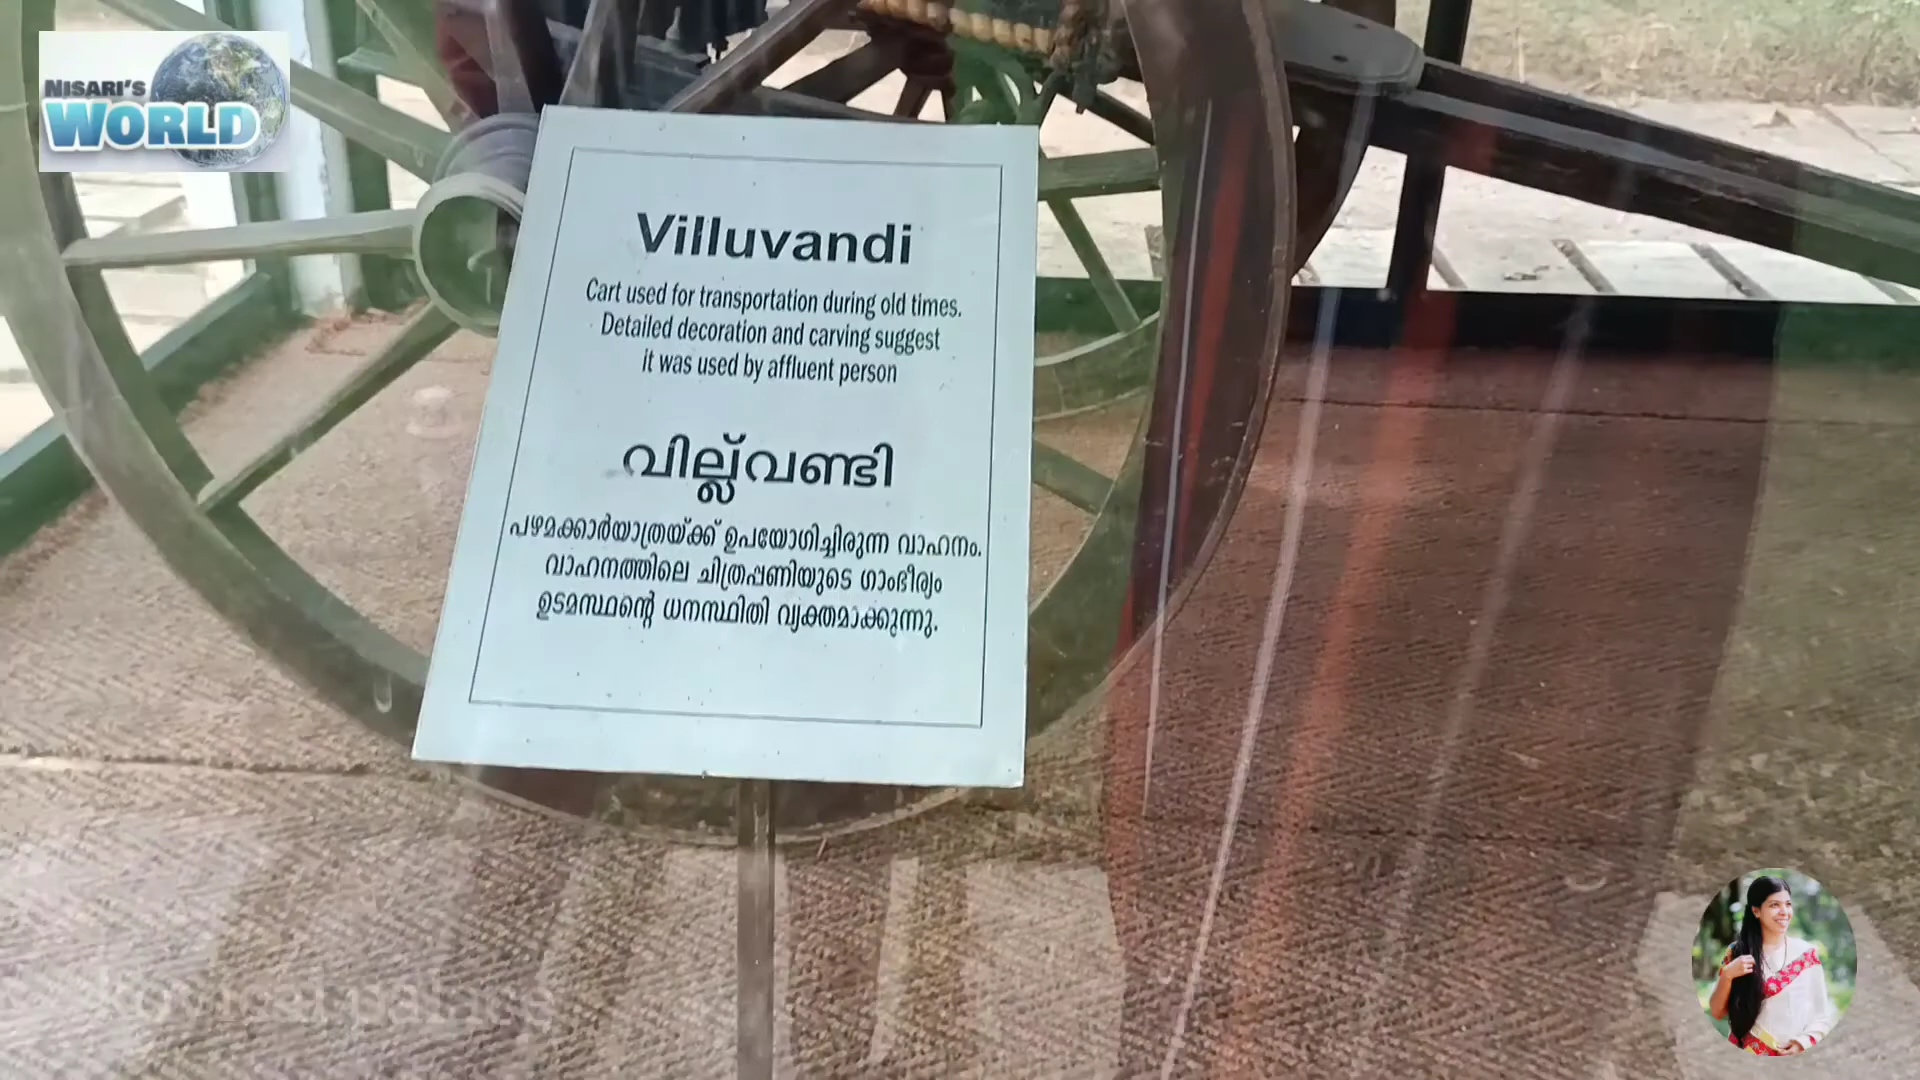 NISARI'S
WORLD
Villuvandi
Cart used for transportation during old times.
Detailed decoration and carving suggest
it was used by affluent person
വില്ല്വണ്ടി
പഴമക്കാർയാത്രയ്ക്ക് ഉപയോഗിച്ചിരുന്ന വാഹനം.
വാഹനത്തിലെ ചിത്രപ്പണിയുടെ ഗാംഭീര്യം
ഉടമസ്ഥന്റെ ധനസ്ഥിതി വ്യക്തമാക്കുന്നു.
palace